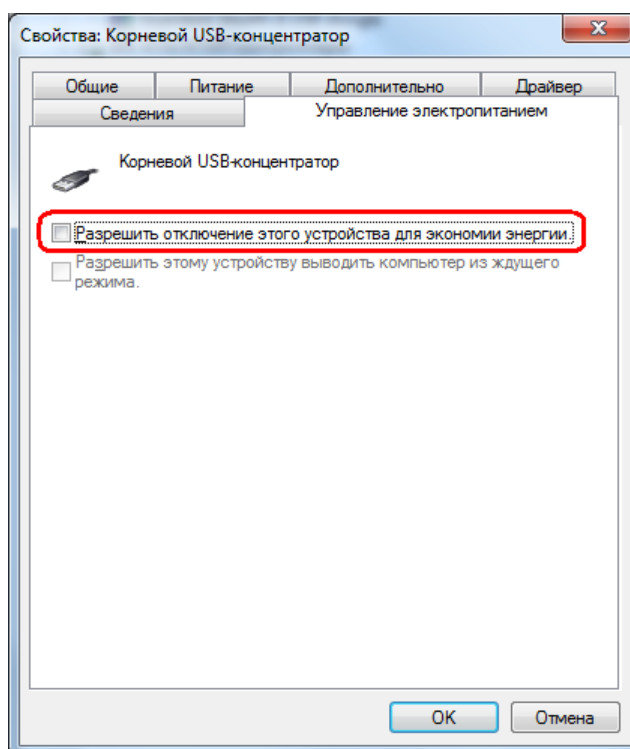 Свойства: Корневой USB-концентратор
Общие
Питание
Дополнительно
Драйвер
Сведения
Управление электропитанием
Корневой USB-концентратор
Разрешить отключение этого устройства для экономии энергии.
Разрешить этому устройству выводить компьютер из ждущего
режима.
OK
Отмена